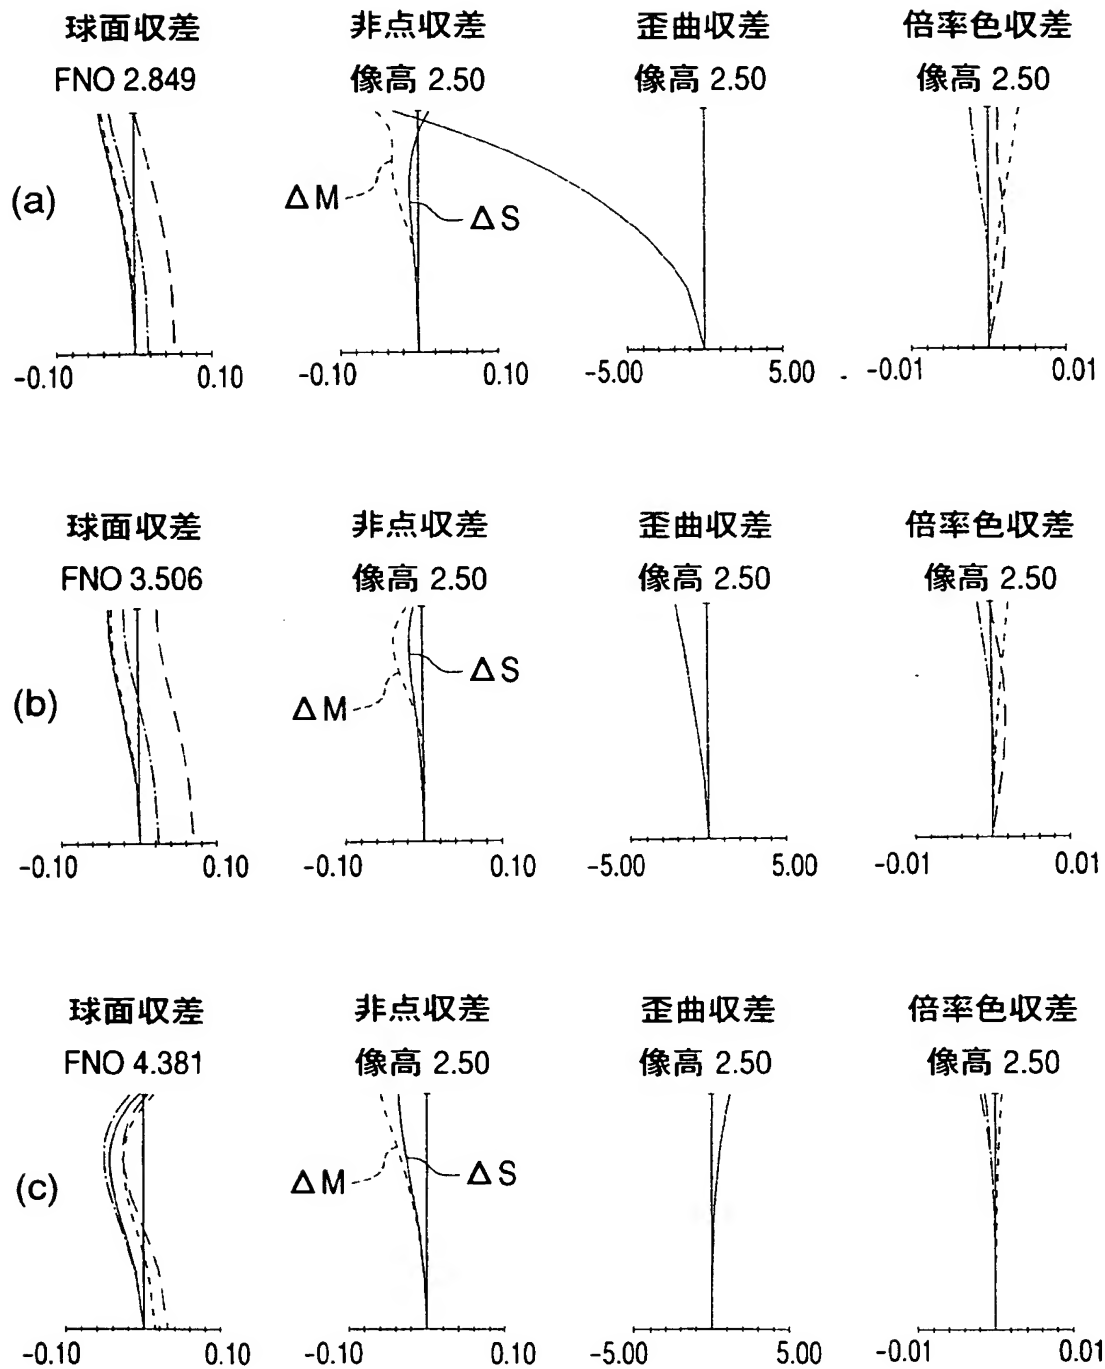 球面収差 非点収差 歪曲収差 倍率色収差
FNO 2.849 像高 2.50 像高 2.50 像高 2.50
(a)
ΔM
ΔS
-0.10 0.10 -0.10 0.10 -5.00 5.00 -0.01 0.01
球面収差 非点収差 歪曲収差 倍率色収差
FNO 3.506 像高 2.50 像高 2.50 像高 2.50
ΔS
(b)
ΔM
-0.10 0.10 -0.10 0.10 -5.00 5.00 -0.01 0.01
球面収差 非点収差 歪曲収差 倍率色収差
FNO 4.381 像高 2.50 像高 2.50 像高 2.50
(c)
ΔM
ΔS
-0.10 0.10 -0.10 0.10 -5.00 5.00 -0.01 0.01